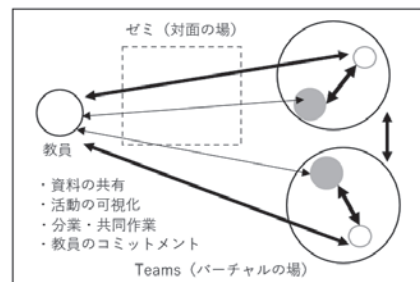 ゼミ（対面の場）
教員
・資料の共有
・活動の可視化
・分業・共同作業
・教員のコミットメント
Teams（バーチャルの場）